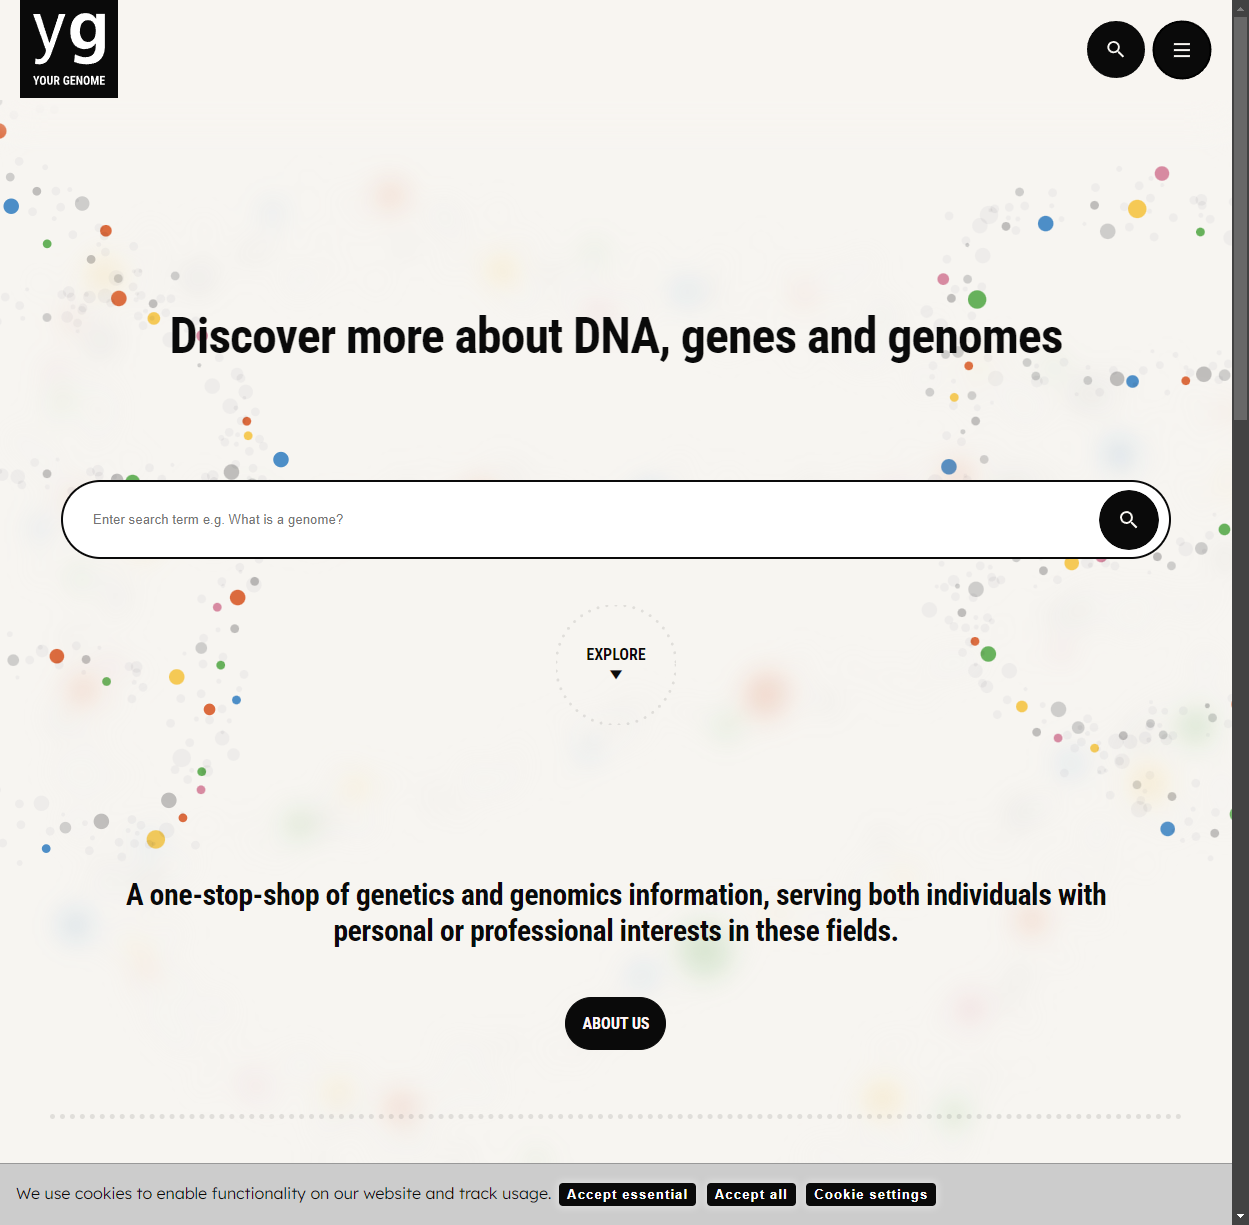 yg
YOUR GENOME
Discover more about DNA, genes and genomes
Enter search term e.g. What is a genome?
EXPLORE
A one-stop-shop of genetics and genomics information, serving both individuals with
personal or professional interests in these fields.
ABOUT US
We use cookies to enable functionality on our website and track usage. Accept essential Accept all Cookie settings